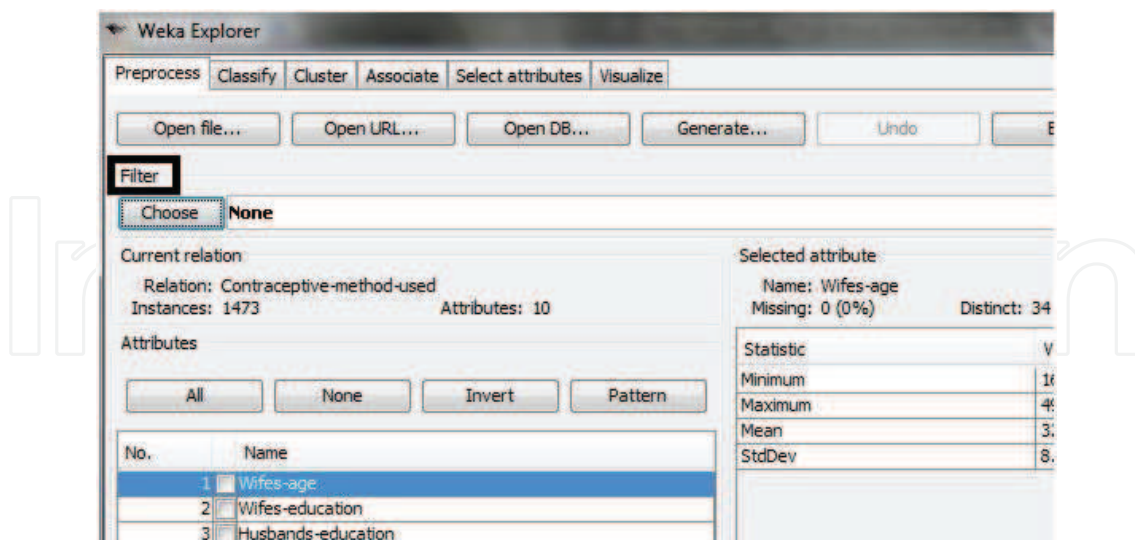 Weka Explorer
Preprocess Classify Cluster Associate Select attributes Visualize
Open file... Open URL... Open DB... Generate... Undo
Filter
Choose None
Current relation
Relation: Contraceptive-method-used
Instances: 1473 Attributes: 10
Selected attribute
Name: Wifes-age
Missing: 0 (0%) Distinct: 34
Attributes
All None Invert Pattern
No. Name
1 Wifes-age
2 Wifes-education
3 Husbands-education
Statistic
Minimum
Maximum
Mean
StdDev